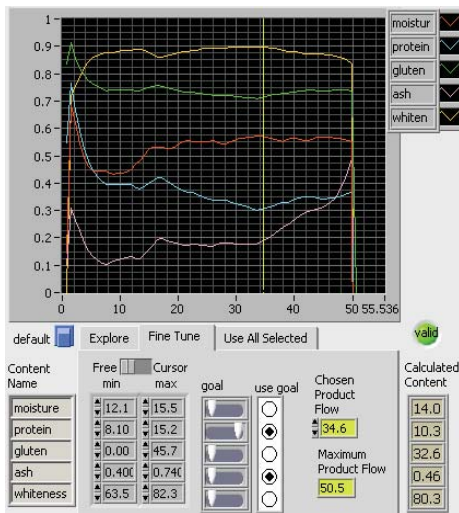 1
0.9
0.8
0.7
0.6
0.5
0.4
0.3
0.2
0.1
0
0 10 20 30 40 50 55.536
moistur
protein
gluten
ash
whiten
default Explore Fine Tune Use All Selected valid
Content Name
Free Cursor
min max goal use goal
moisture 12.1 15.5
protein 8.10 15.2
gluten 0.00 45.7
ash 0.400 0.740
whiteness 63.5 82.3
Chosen Product Flow
34.6
Maximum Product Flow
50.5
Calculated Content
14.0
10.3
32.6
0.46
80.3